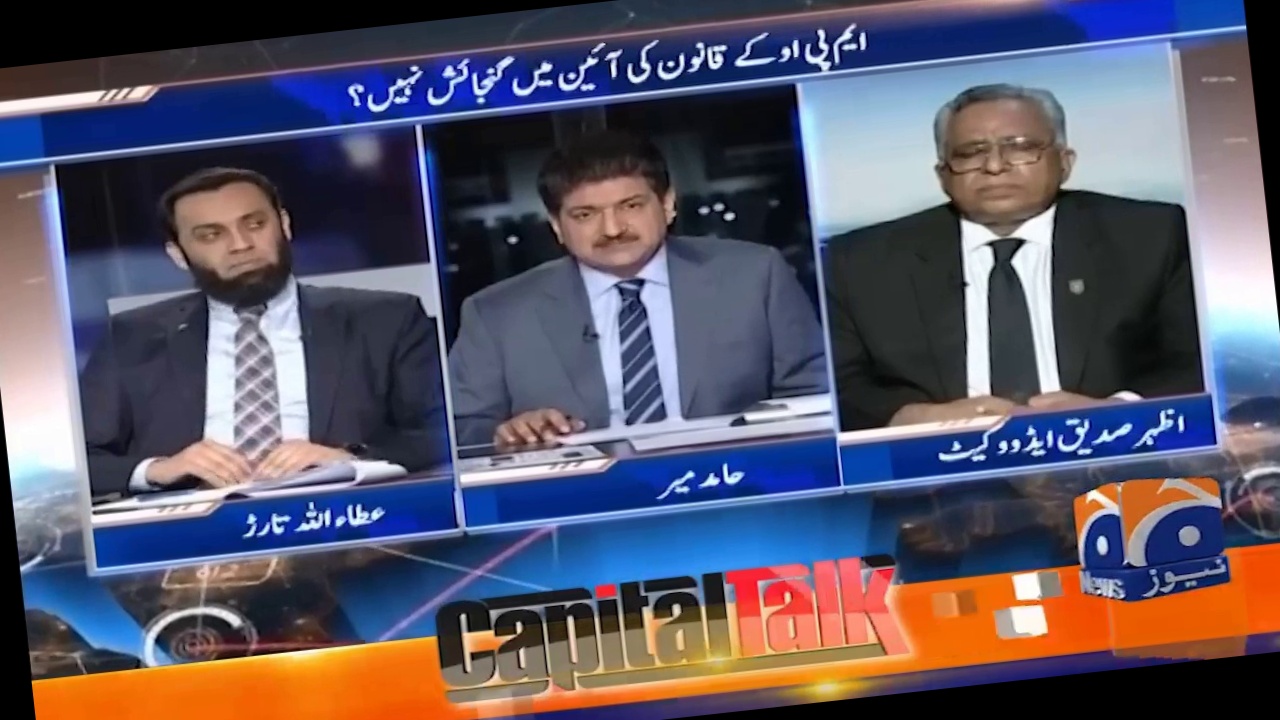 ایم پی او کے قانون کی آئین میں گنجائش نہیں؟
اظہر صدیق ایڈووکیٹ
حامد میر
عطاء اللہ تارڑ
Capital Talk
جیو
News نیوز